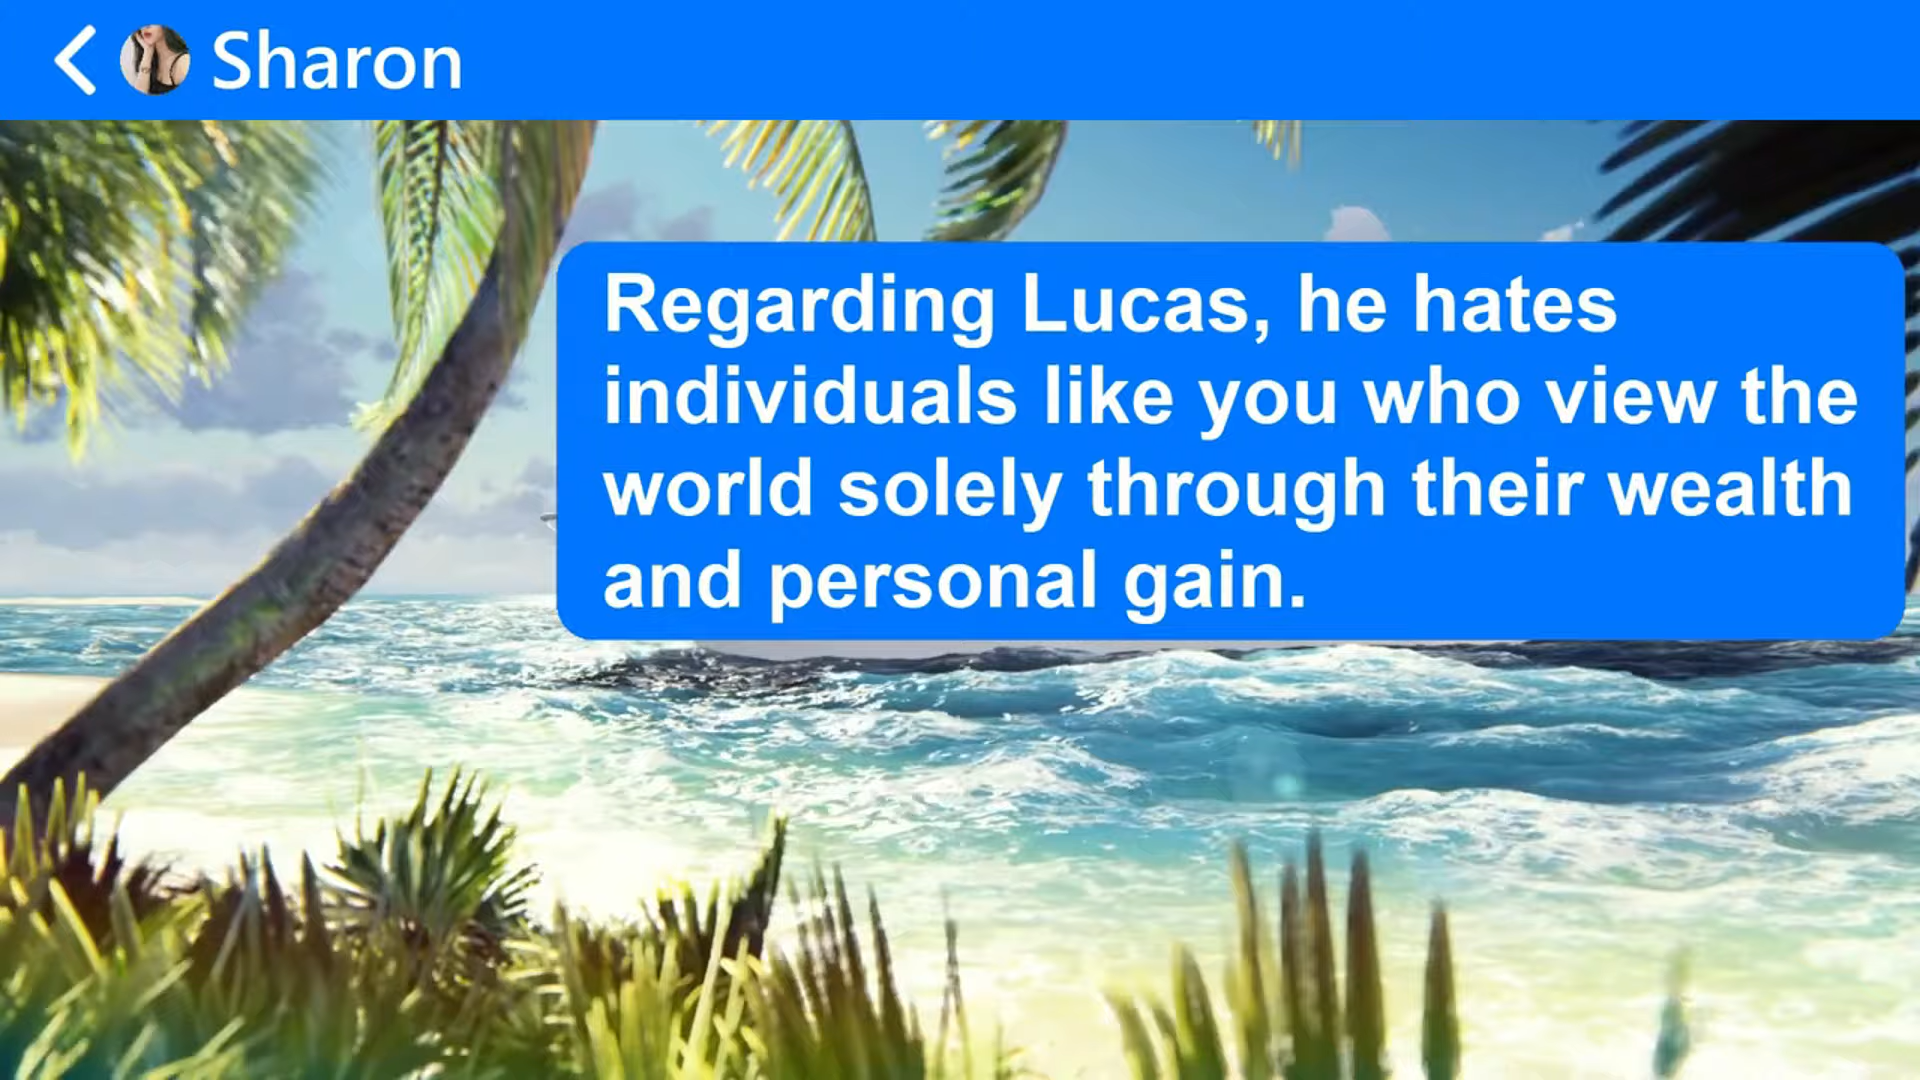 Sharon
Regarding Lucas, he hates
individuals like you who view the
world solely through their wealth
and personal gain.